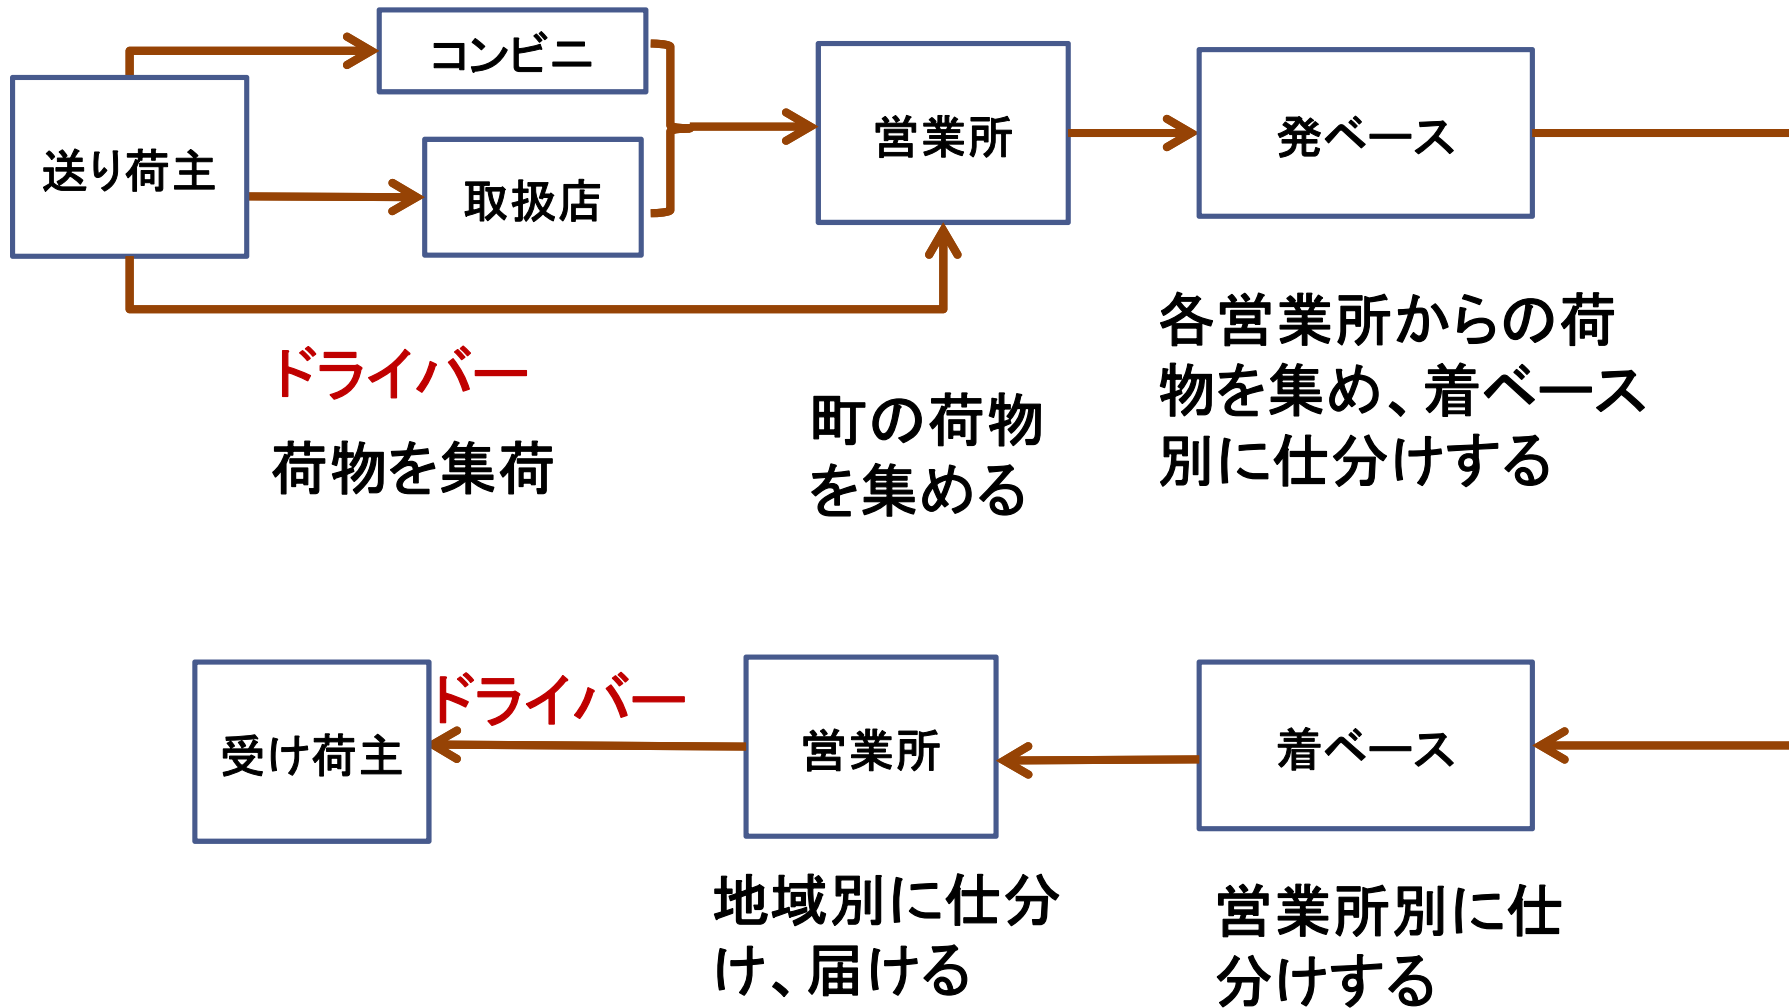 コンビニ
送り荷主
取扱店
営業所
発ベース
ドライバー
荷物を集荷
町の荷物
を集める
各営業所からの荷
物を集め、着ベース
別に仕分けする
受け荷主
ドライバー
営業所
着ベース
地域別に仕分
け、届ける
営業所別に仕
分けする